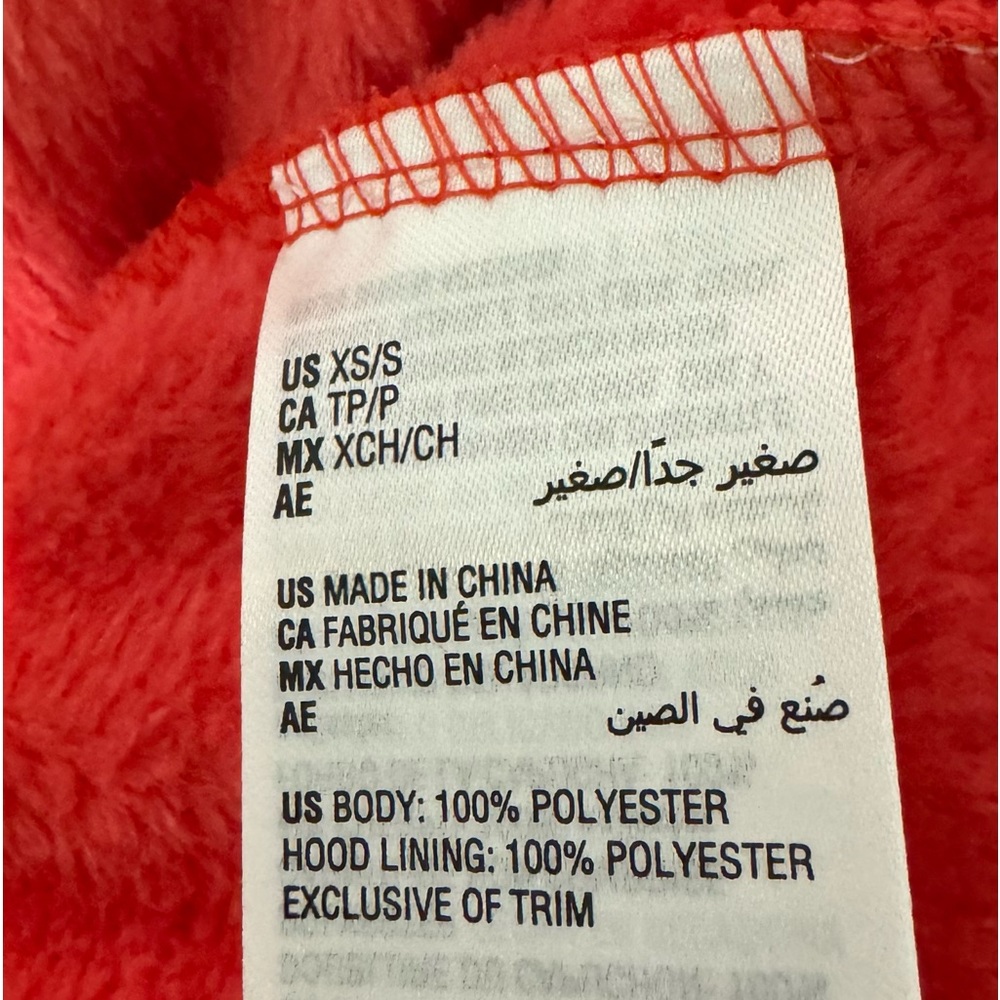 US XS/S
CA TP/P
MX XCH/CH
AE صغير جدًا/صغير
US MADE IN CHINA
CA FABRIQUÉ EN CHINE
MX HECHO EN CHINA
AE صُنع في الصين
US BODY: 100% POLYESTER
HOOD LINING: 100% POLYESTER
EXCLUSIVE OF TRIM